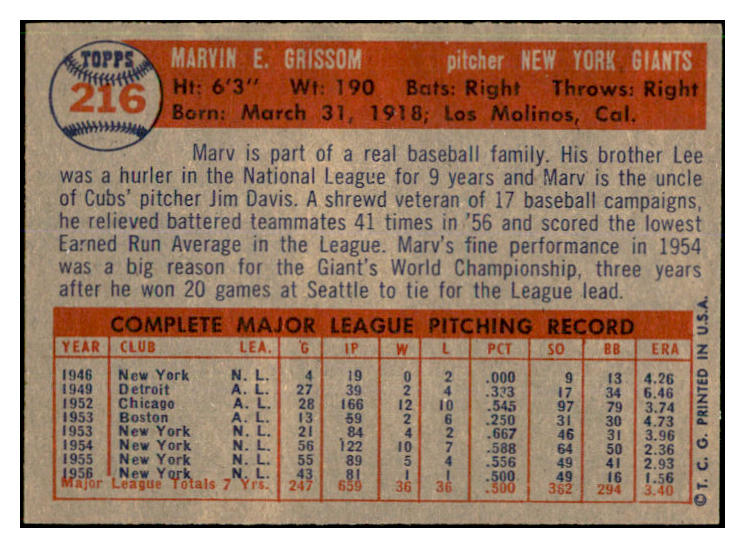 TOPPS
216
MARVIN E. GRISSOM pitcher NEW YORK GIANTS
Ht: 6'3" Wt: 190 Bats: Right Throws: Right
Born: March 31, 1918; Los Molinos, Cal.
Marv is part of a real baseball family. His brother Lee
was a hurler in the National League for 9 years and Marv is the uncle
of Cubs' pitcher Jim Davis. A shrewd veteran of 17 baseball campaigns,
he relieved battered teammates 41 times in '56 and scored the lowest
Earned Run Average in the League. Marv's fine performance in 1954
was a big reason for the Giant's World Championship, three years
after he won 20 games at Seattle to tie for the League lead.
COMPLETE MAJOR LEAGUE PITCHING RECORD
YEAR CLUB LEA. G IP W L PCT SO BB ERA
1946 New York N. L. 4 19 0 2 .000 9 13 4.26
1949 Detroit A. L. 27 39 2 4 .333 17 34 6.46
1952 Chicago A. L. 28 166 12 10 .545 97 79 3.74
1953 Boston A. L. 13 59 2 6 .250 31 30 4.73
1953 New York N. L. 21 84 4 2 .667 46 31 3.96
1954 New York N. L. 56 122 10 7 .588 64 50 2.36
1955 New York N. L. 55 89 5 4 .556 49 41 2.93
1956 New York N. L. 43 81 1 1 .500 49 16 1.56
Major League Totals 7 Yrs. 247 659 36 36 .500 362 294 3.40
© T. C. G. PRINTED IN U.S.A.